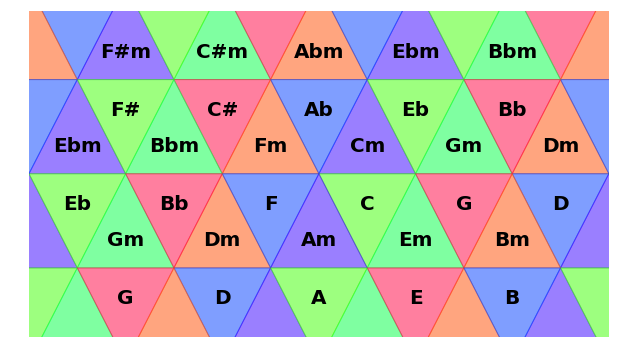 F#m C#m Abm Ebm Bbm
F# C# Ab Eb Bb
Ebm Bbm Fm Cm Gm Dm
Eb Bb F C G D
Gm Dm Am Em Bm
G D A E B